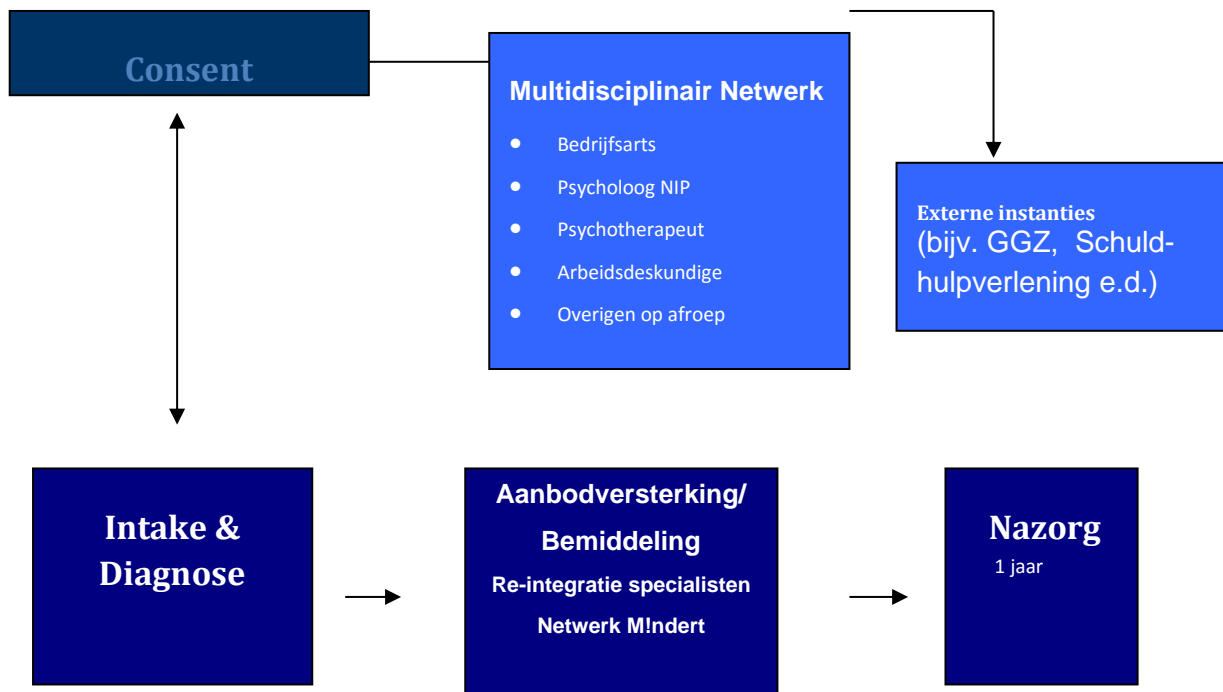 Consent
Multidisciplinair Netwerk
● Bedrijfsarts
● Psycholoog NIP
● Psychotherapeut
● Arbeidsdeskundige
● Overigen op afroep
Externe instanties
(bijv. GGZ, Schuld-
hulpverlening e.d.)
Intake &
Diagnose
Aanbodversterking/
Bemiddeling
Re-integratie specialisten
Netwerk M!ndert
Nazorg
1 jaar